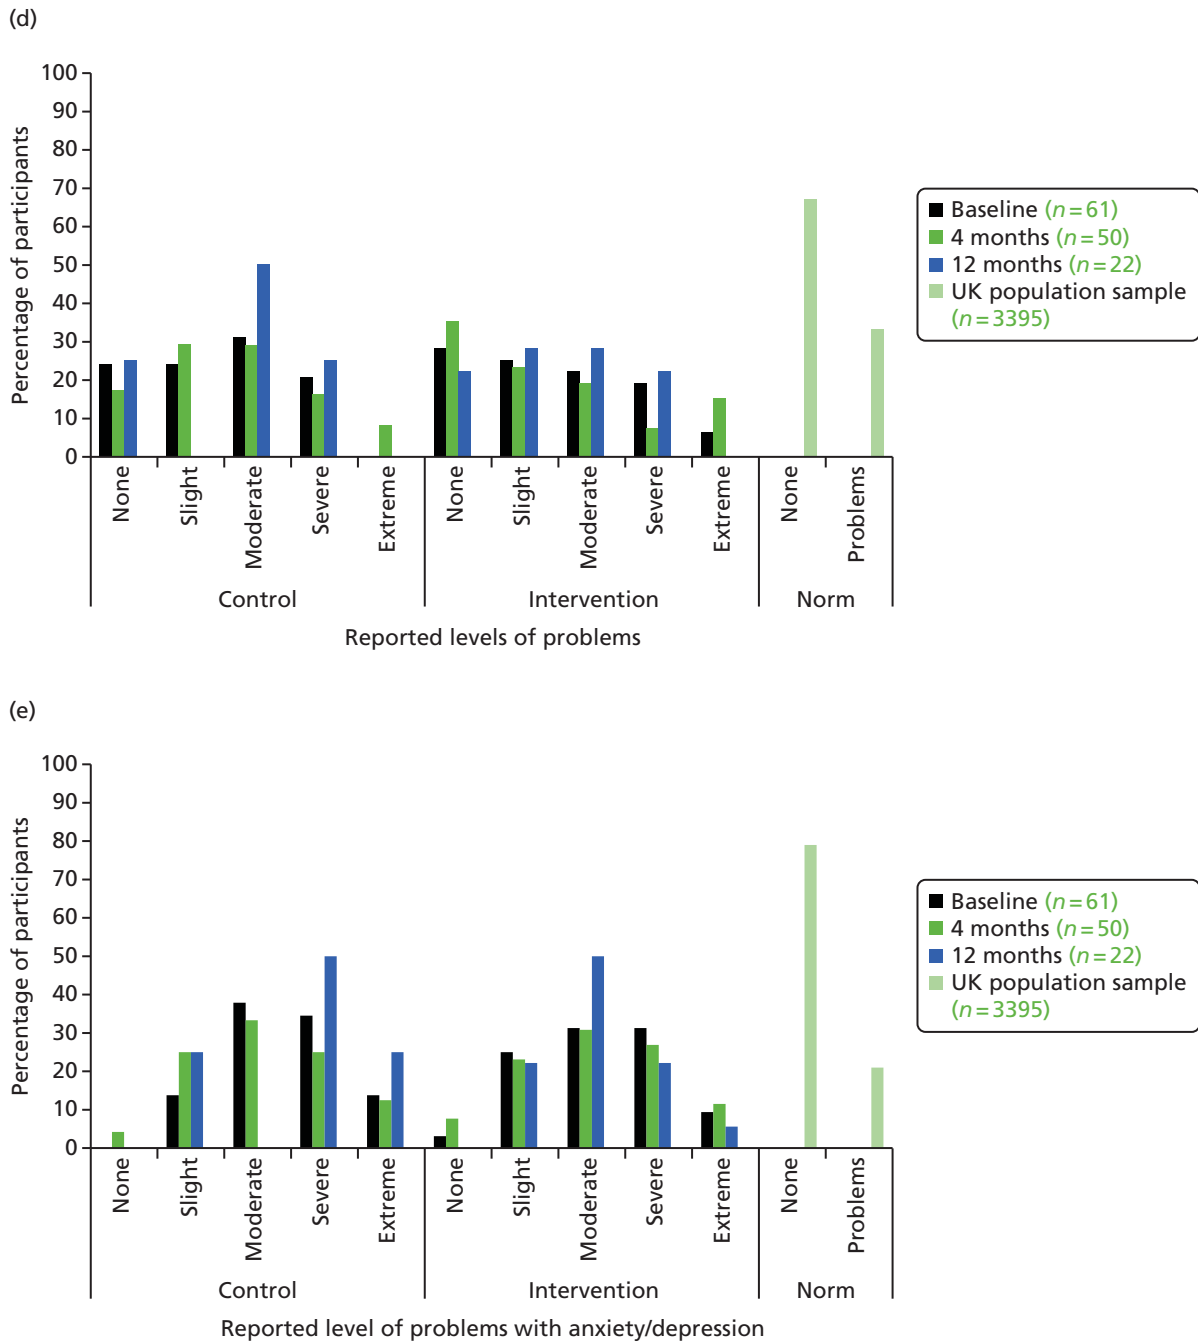 (d)
100
90
80
70
60
50
40
30
20
10
0
Percentage of participants
None
Slight
Moderate
Severe
Extreme
None
Slight
Moderate
Severe
Extreme
None
Problems
Control
Intervention
Norm
Reported levels of problems
Baseline (n=61)
4 months (n=50)
12 months (n=22)
UK population sample
(n=3395)
(e)
100
90
80
70
60
50
40
30
20
10
0
Percentage of participants
None
Slight
Moderate
Severe
Extreme
None
Slight
Moderate
Severe
Extreme
None
Problems
Control
Intervention
Norm
Reported level of problems with anxiety/depression
Baseline (n=61)
4 months (n=50)
12 months (n=22)
UK population sample
(n=3395)